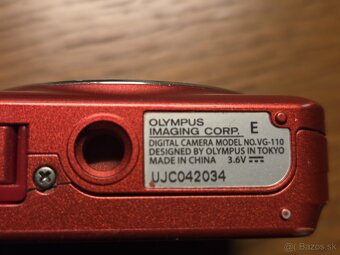 OLYMPUS
IMAGING CORP. E
DIGITAL CAMERA MODEL NO.VG-110
DESIGNED BY OLYMPUS IN TOKYO
MADE IN CHINA 3.6V ⎓
UJC042034
Bazos.sk